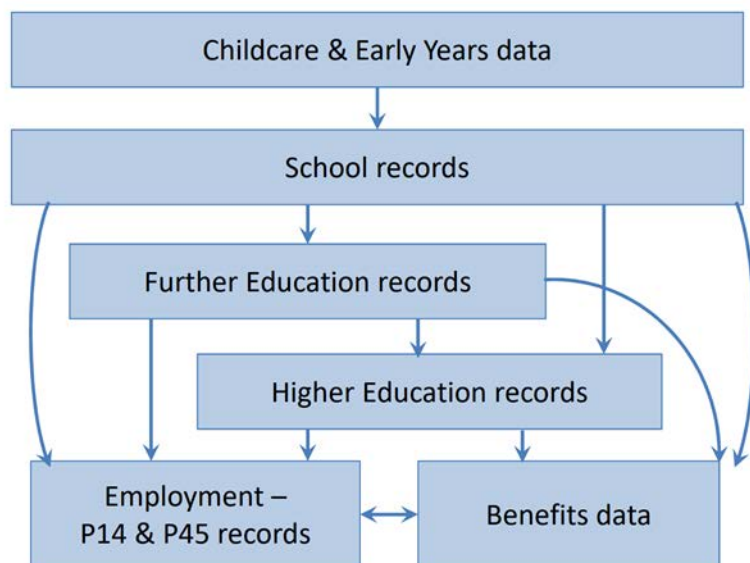 Childcare & Early Years data
School records
Further Education records
Higher Education records
Employment –
P14 & P45 records
Benefits data